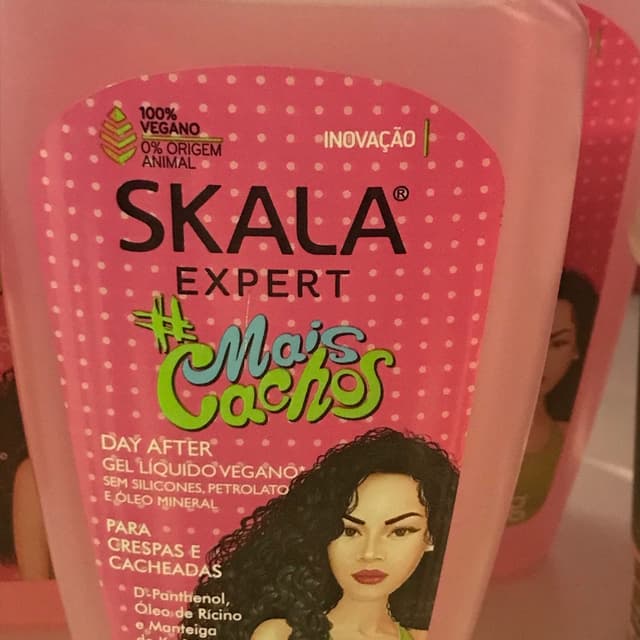 100%
VEGANO
0% ORIGEM
ANIMAL
INOVAÇÃO
SKALA®
EXPERT
#Mais
Cachos
DAY AFTER
GEL LÍQUIDO VEGANO*
SEM SILICONES, PETROLATO
E ÓLEO MINERAL
PARA
CRESPAS E
CACHEADAS
D-Panthenol,
Óleo de Rícino
e Manteiga